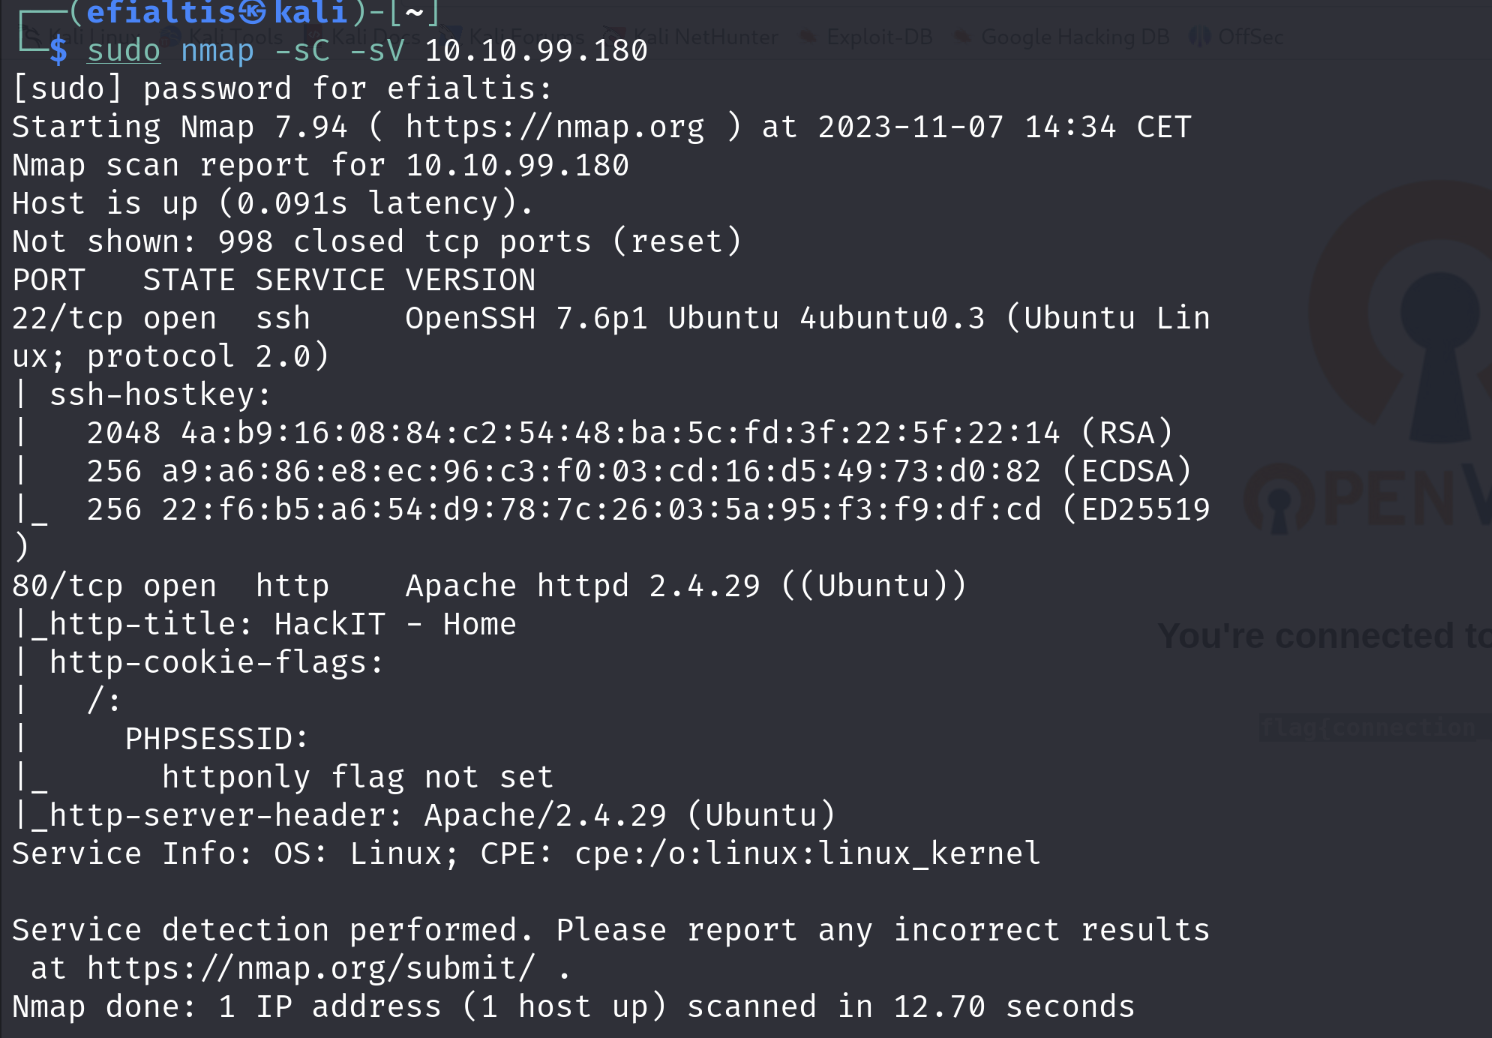 ┌──(efialtis㉿kali)-[~]
Kali Linux Kali Tools Kali Docs Kali Forums Kali NetHunter Exploit-DB Google Hacking DB OffSec
└─$ sudo nmap -sC -sV 10.10.99.180
[sudo] password for efialtis:
Starting Nmap 7.94 ( https://nmap.org ) at 2023-11-07 14:34 CET
Nmap scan report for 10.10.99.180
Host is up (0.091s latency).
Not shown: 998 closed tcp ports (reset)
PORT   STATE SERVICE VERSION
22/tcp open  ssh     OpenSSH 7.6p1 Ubuntu 4ubuntu0.3 (Ubuntu Lin
ux; protocol 2.0)
| ssh-hostkey:
|   2048 4a:b9:16:08:84:c2:54:48:ba:5c:fd:3f:22:5f:22:14 (RSA)
|   256 a9:a6:86:e8:ec:96:c3:f0:03:cd:16:d5:49:73:d0:82 (ECDSA)
|_  256 22:f6:b5:a6:54:d9:78:7c:26:03:5a:95:f3:f9:df:cd (ED25519
)
OPENV
80/tcp open  http    Apache httpd 2.4.29 ((Ubuntu))
|_http-title: HackIT - Home
You're connected to
| http-cookie-flags:
|   /:
|     PHPSESSID:
flag{connection
|_      httponly flag not set
|_http-server-header: Apache/2.4.29 (Ubuntu)
Service Info: OS: Linux; CPE: cpe:/o:linux:linux_kernel
Service detection performed. Please report any incorrect results
 at https://nmap.org/submit/ .
Nmap done: 1 IP address (1 host up) scanned in 12.70 seconds